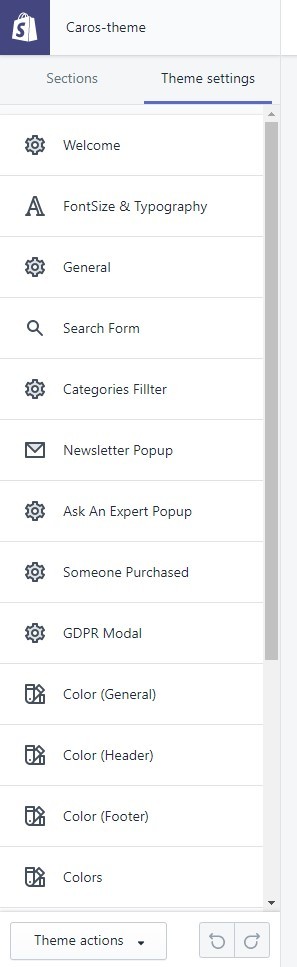 Caros-theme
Sections Theme settings
Welcome
FontSize & Typography
General
Search Form
Categories Fillter
Newsletter Popup
Ask An Expert Popup
Someone Purchased
GDPR Modal
Color (General)
Color (Header)
Color (Footer)
Colors
Theme actions